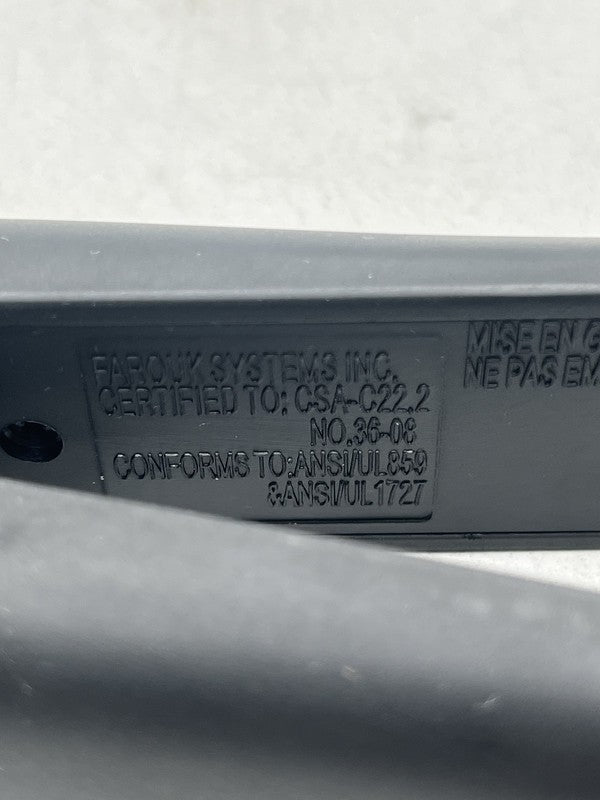 FAROUK SYSTEMS INC.
CERTIFIED TO: CSA-C22.2
NO.36-08
CONFORMS TO:ANSI/UL859
&ANSI/UL1727
MISE EN G
NE PAS EM